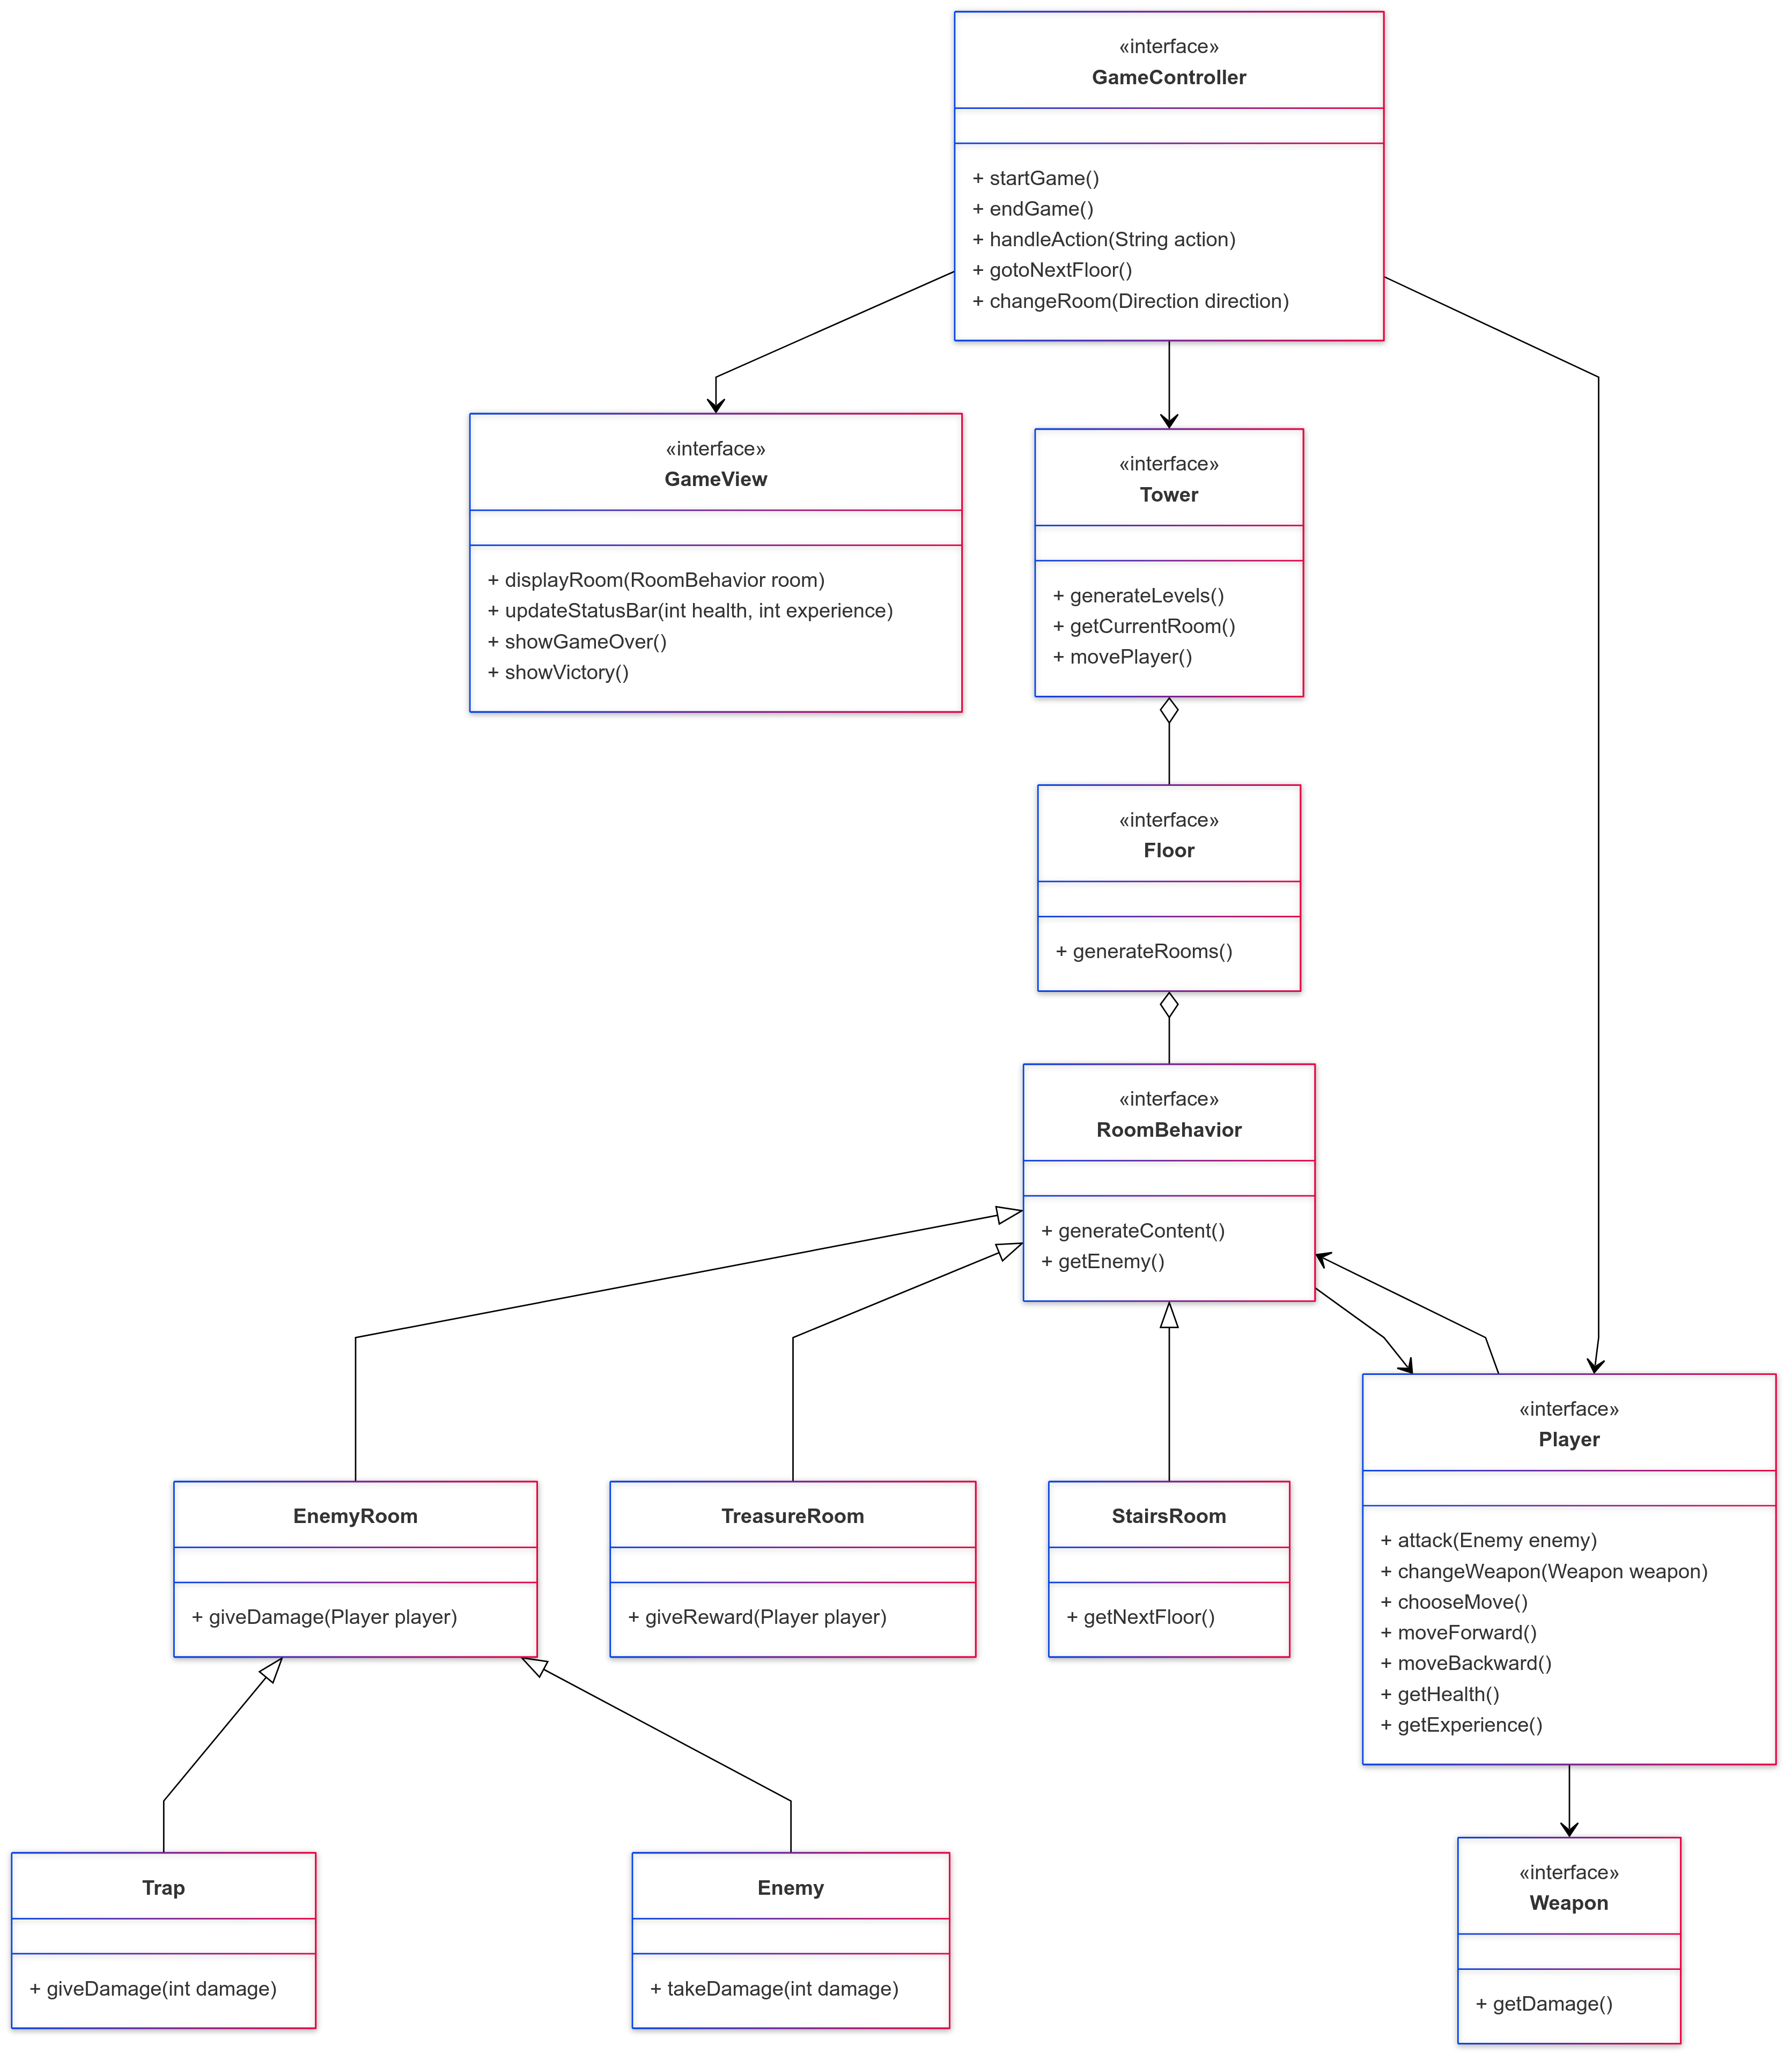 «interface»
GameController
+ startGame()
+ endGame()
+ handleAction(String action)
+ gotoNextFloor()
+ changeRoom(Direction direction)
«interface»
GameView
+ displayRoom(RoomBehavior room)
+ updateStatusBar(int health, int experience)
+ showGameOver()
+ showVictory()
«interface»
Tower
+ generateLevels()
+ getCurrentRoom()
+ movePlayer()
«interface»
Floor
+ generateRooms()
«interface»
RoomBehavior
+ generateContent()
+ getEnemy()
EnemyRoom
+ giveDamage(Player player)
TreasureRoom
+ giveReward(Player player)
StairsRoom
+ getNextFloor()
«interface»
Player
+ attack(Enemy enemy)
+ changeWeapon(Weapon weapon)
+ chooseMove()
+ moveForward()
+ moveBackward()
+ getHealth()
+ getExperience()
Trap
+ giveDamage(int damage)
Enemy
+ takeDamage(int damage)
«interface»
Weapon
+ getDamage()